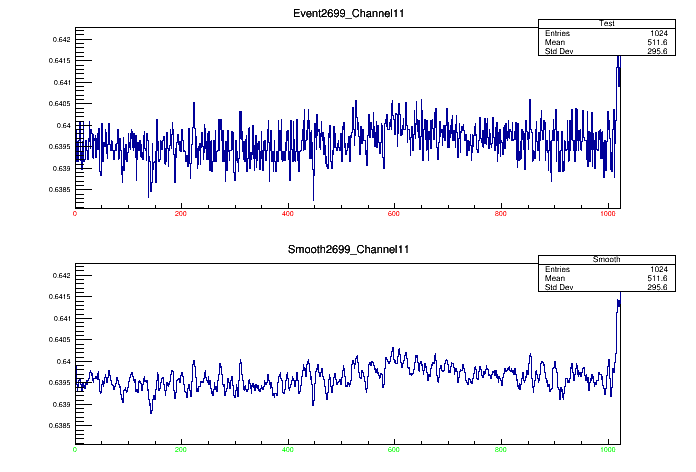 Event2699_Channel11
Test
Entries 1024
Mean 511.6
Std Dev 295.6
0.642
0.6415
0.641
0.6405
0.64
0.6395
0.639
0.6385
0 200 400 600 800 1000
Smooth2699_Channel11
Smooth
Entries 1024
Mean 511.6
Std Dev 295.6
0.642
0.6415
0.641
0.6405
0.64
0.6395
0.639
0.6385
0 200 400 600 800 1000